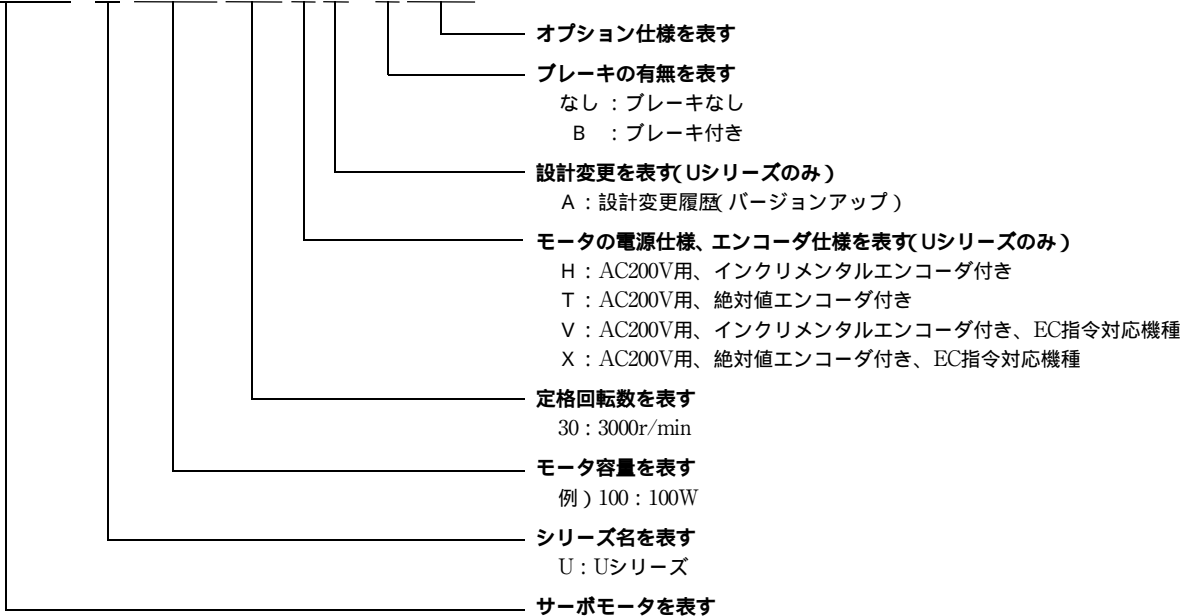 オプション仕様を表す
ブレーキの有無を表す
なし：ブレーキなし
B ：ブレーキ付き
設計変更を表す(Uシリーズのみ)
A：設計変更履歴(バージョンアップ)
モータの電源仕様、エンコーダ仕様を表す(Uシリーズのみ)
H：AC200V用、インクリメンタルエンコーダ付き
T：AC200V用、絶対値エンコーダ付き
V：AC200V用、インクリメンタルエンコーダ付き、EC指令対応機種
X：AC200V用、絶対値エンコーダ付き、EC指令対応機種
定格回転数を表す
30：3000r/min
モータ容量を表す
例）100：100W
シリーズ名を表す
U：Uシリーズ
サーボモータを表す